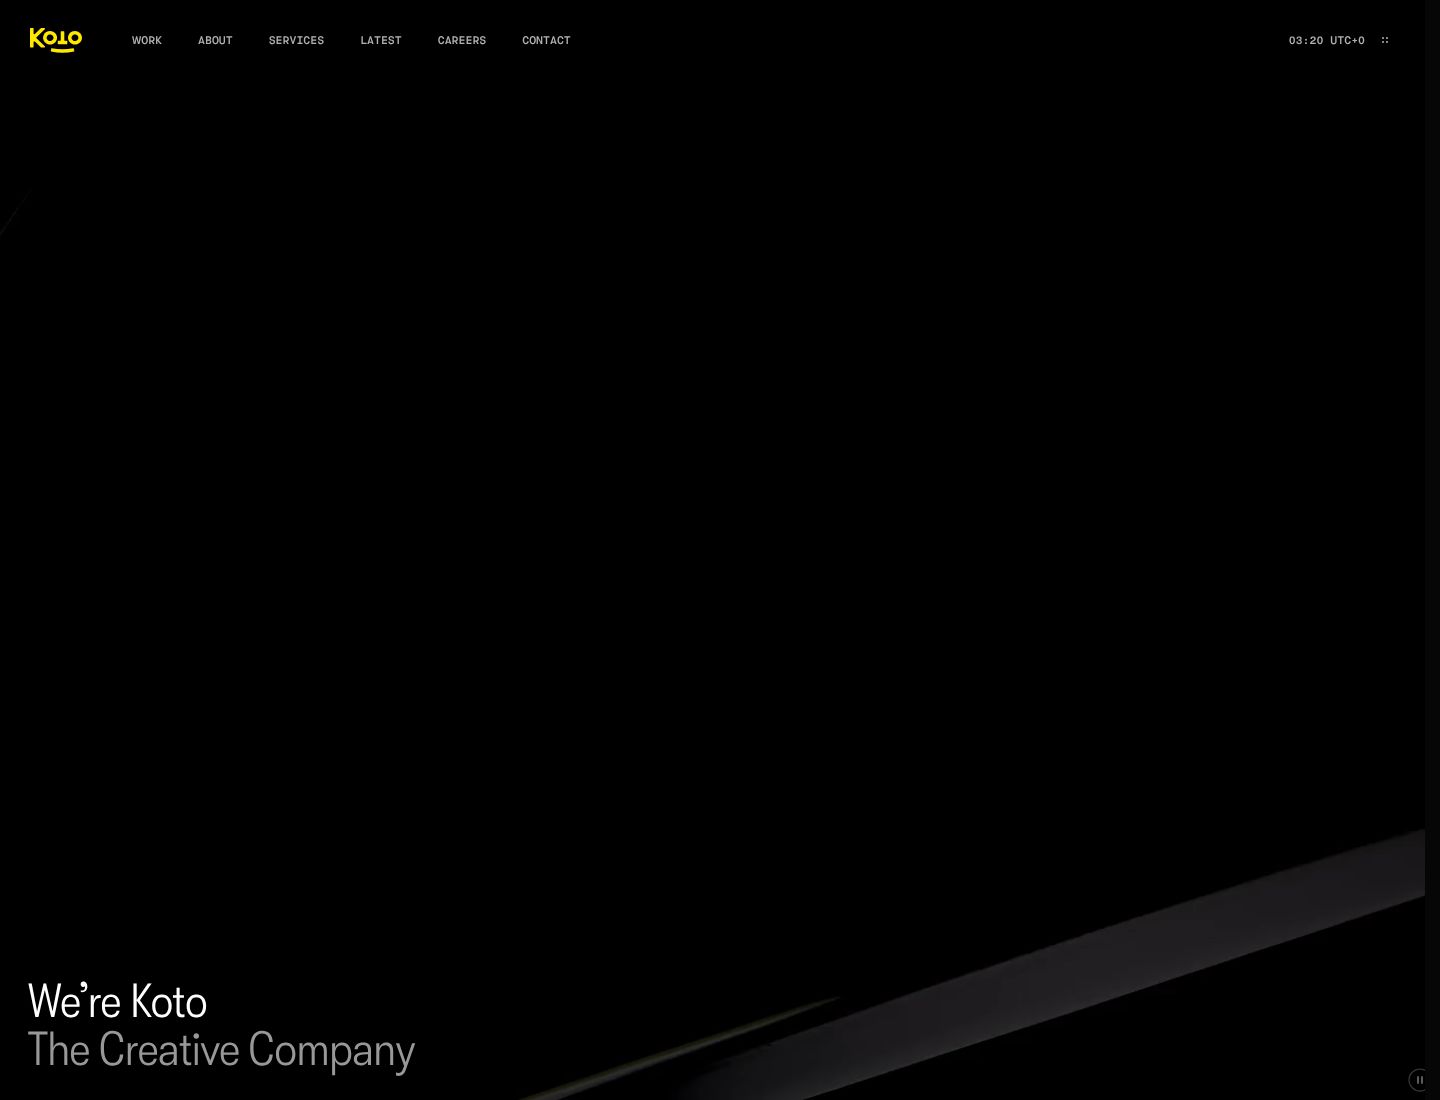 Koto
WORK ABOUT SERVICES LATEST CAREERS CONTACT
03:20 UTC+0
We’re Koto
The Creative Company